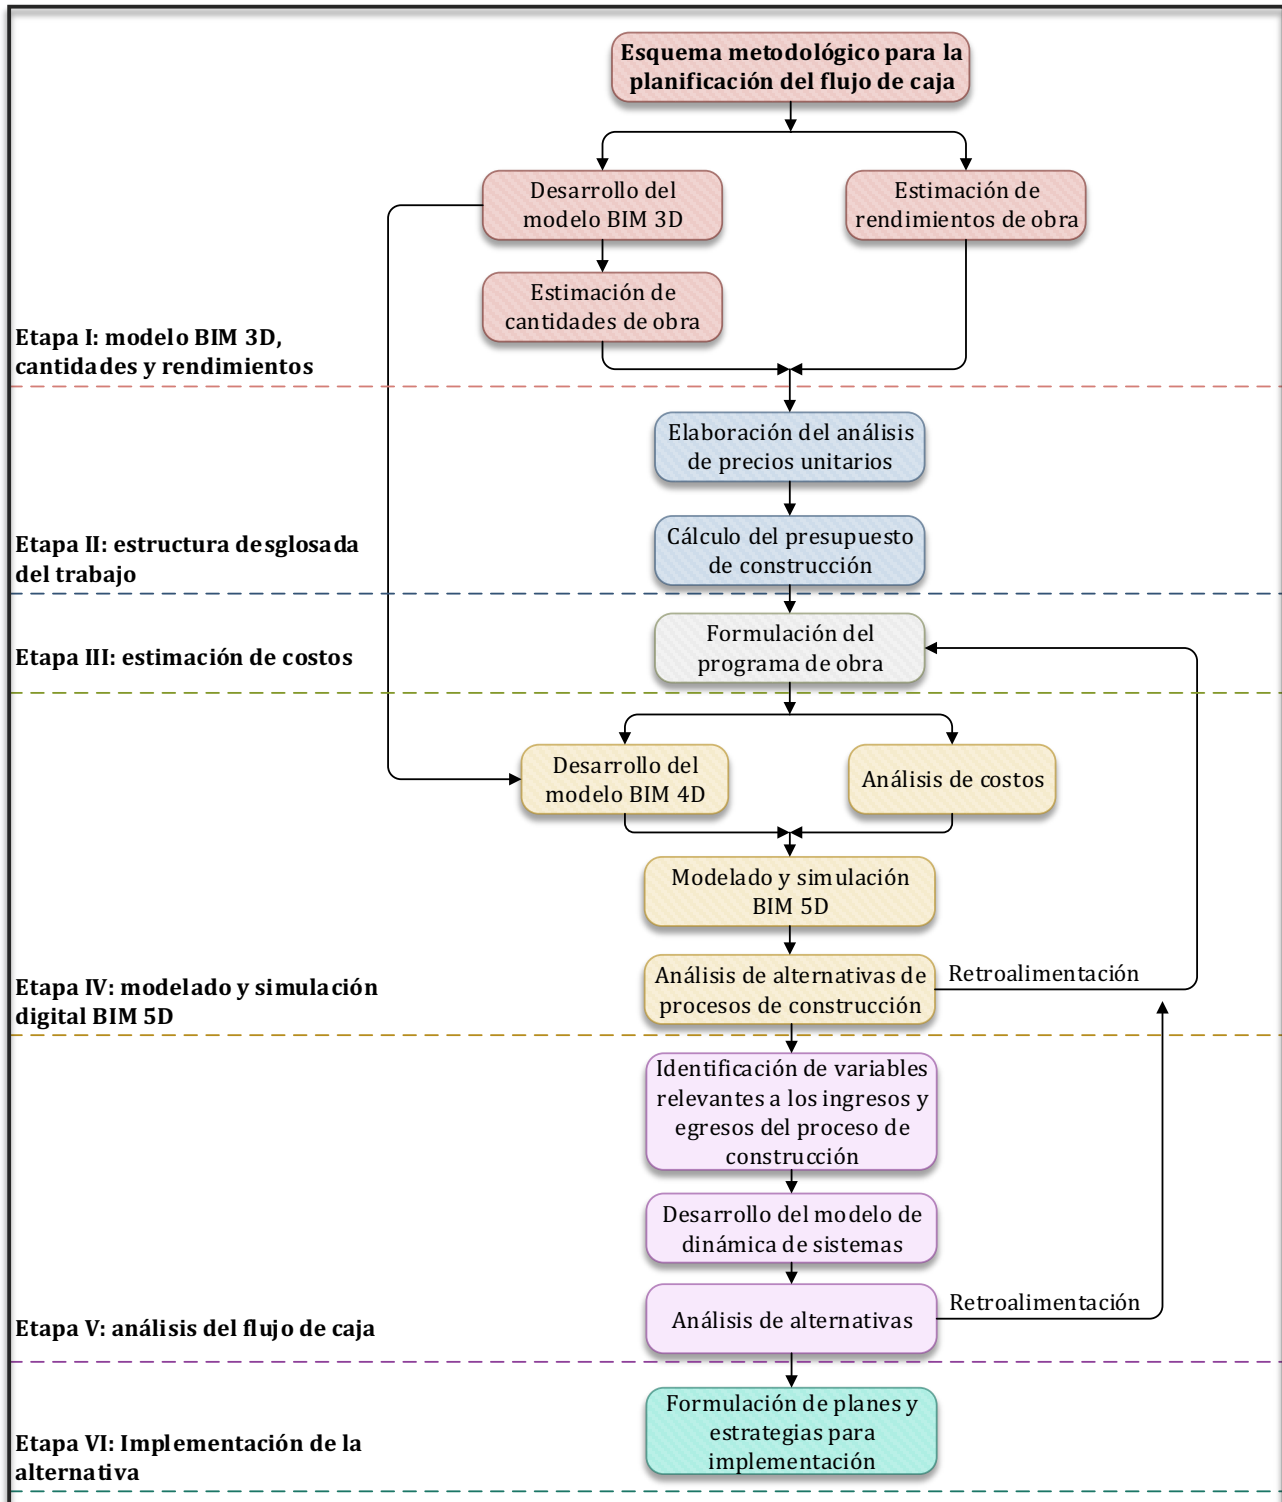 Esquema metodológico para la
planificación del flujo de caja
Desarrollo del
modelo BIM 3D
Estimación de
rendimientos de obra
Estimación de
cantidades de obra
Etapa I: modelo BIM 3D,
cantidades y rendimientos
Elaboración del análisis
de precios unitarios
Cálculo del presupuesto
de construcción
Etapa II: estructura desglosada
del trabajo
Formulación del
programa de obra
Etapa III: estimación de costos
Desarrollo del
modelo BIM 4D
Análisis de costos
Modelado y simulación
BIM 5D
Análisis de alternativas de
procesos de construcción
Retroalimentación
Etapa IV: modelado y simulación
digital BIM 5D
Identificación de variables
relevantes a los ingresos y
egresos del proceso de
construcción
Desarrollo del modelo de
dinámica de sistemas
Análisis de alternativas
Retroalimentación
Etapa V: análisis del flujo de caja
Formulación de planes y
estrategias para
implementación
Etapa VI: Implementación de la
alternativa